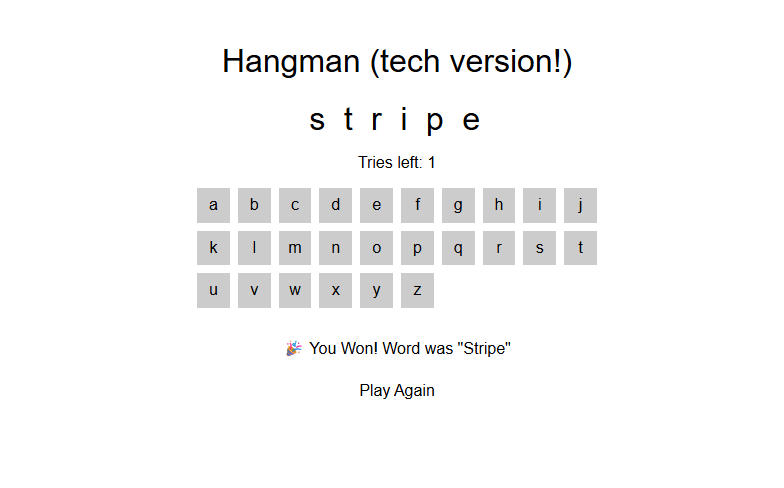 Hangman (tech version!)
s t r i p e
Tries left: 1
a b c d e f g h i j
k l m n o p q r s t
u v w x y z
🎉 You Won! Word was "Stripe"
Play Again